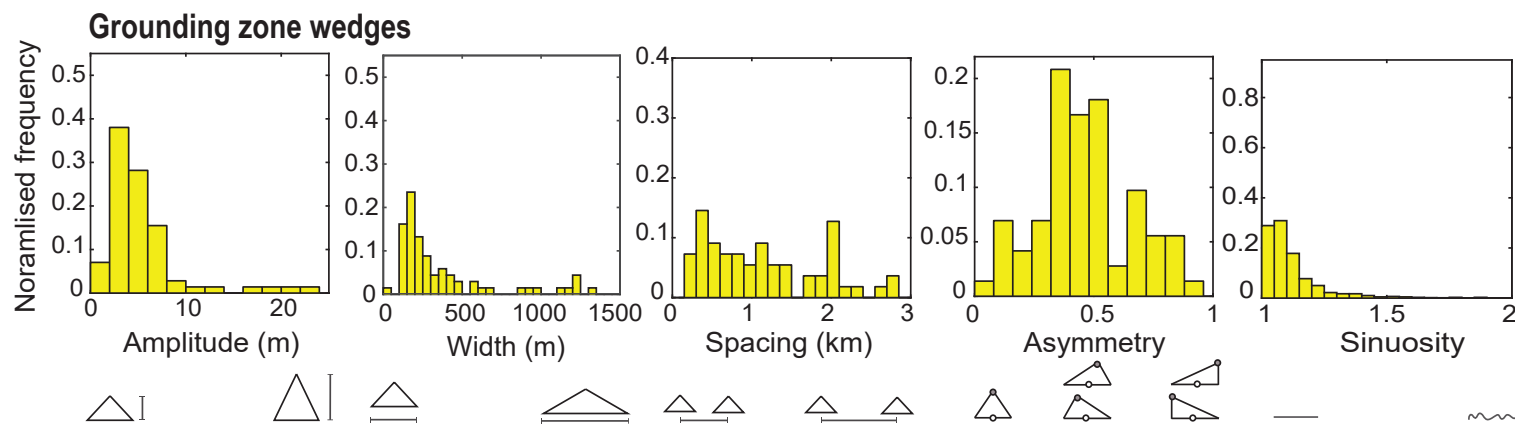 Grounding zone wedges
Noramlised frequency
0.5
0.4
0.3
0.2
0.1
0
0 10 20
Amplitude (m)
0.5
0.4
0.3
0.2
0.1
0
500 0 1000 1500
Width (m)
0.4
0.3
0.2
0.1
0
0 1 2 3
Spacing (km)
0.2
0.15
0.1
0.05
0
0 0.5 1
Asymmetry
0.8
0.6
0.4
0.2
0
1 1.5 2
Sinuosity